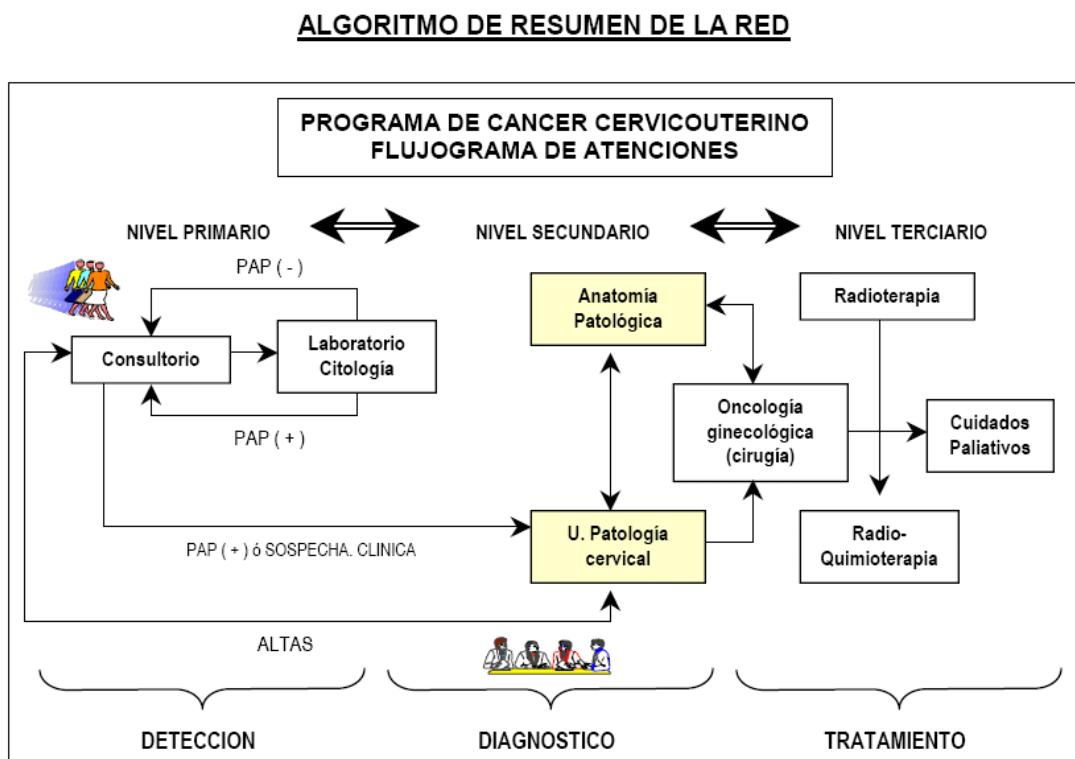 ALGORITMO DE RESUMEN DE LA RED
PROGRAMA DE CANCER CERVICOUTERINO
FLUJOGRAMA DE ATENCIONES
NIVEL PRIMARIO
NIVEL SECUNDARIO
NIVEL TERCIARIO
PAP ( - )
Consultorio
Laboratorio
Citología
PAP ( + )
Anatomía
Patológica
Radioterapia
Oncología
ginecológica
(cirugía)
Cuidados
Paliativos
PAP ( + ) ó SOSPECHA. CLINICA
U. Patología
cervical
Radio-
Quimioterapia
ALTAS
DETECCION
DIAGNOSTICO
TRATAMIENTO